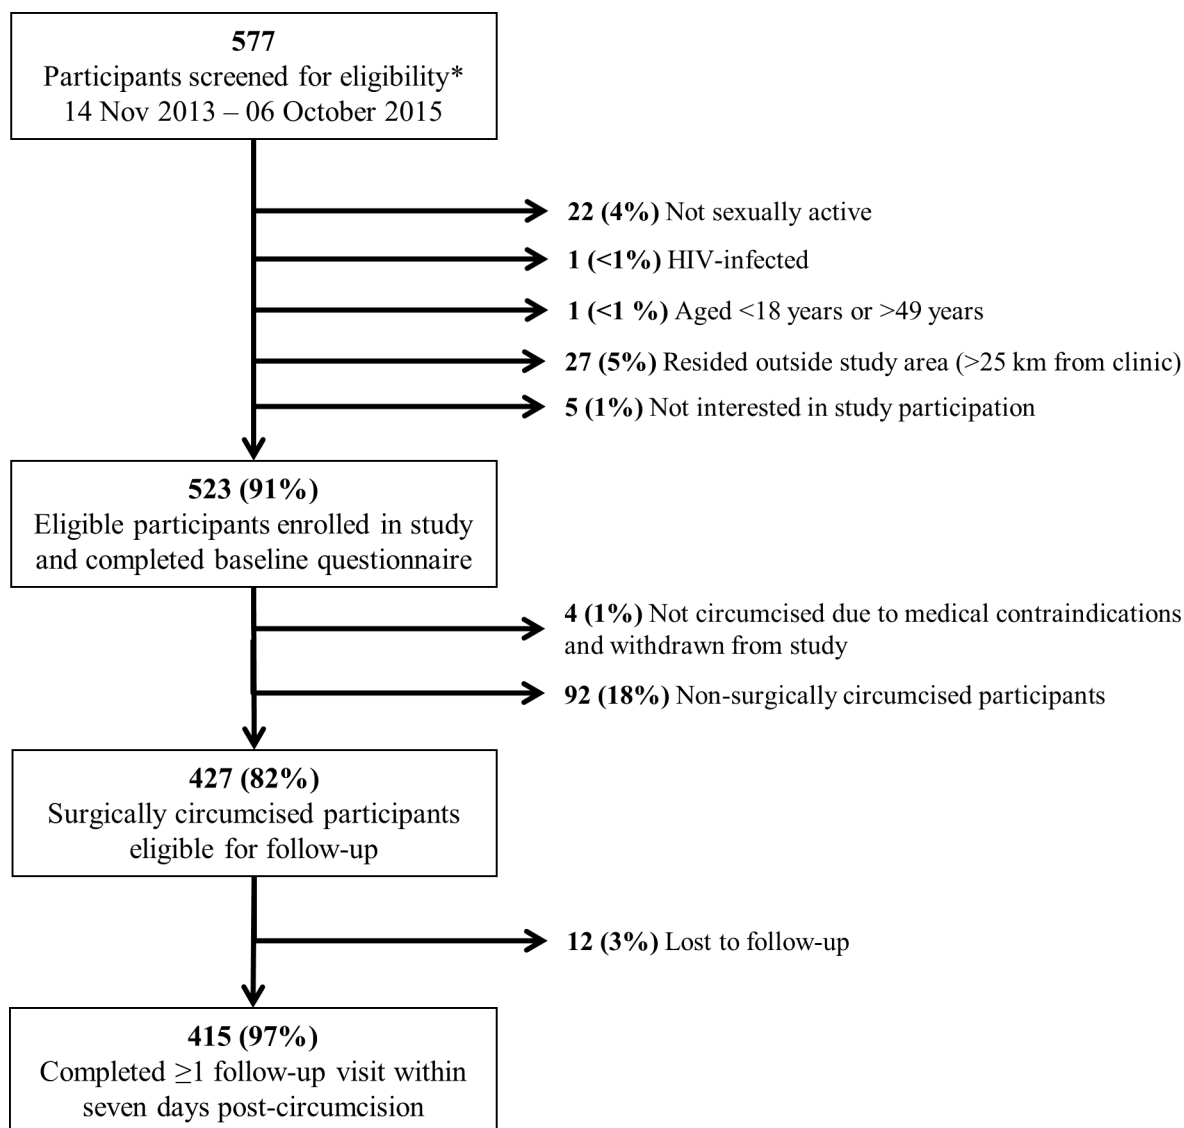 577
Participants screened for eligibility*
14 Nov 2013 – 06 October 2015
22 (4%) Not sexually active
1 (<1%) HIV-infected
1 (<1 %) Aged <18 years or >49 years
27 (5%) Resided outside study area (>25 km from clinic)
5 (1%) Not interested in study participation
523 (91%)
Eligible participants enrolled in study
and completed baseline questionnaire
4 (1%) Not circumcised due to medical contraindications
and withdrawn from study
92 (18%) Non-surgically circumcised participants
427 (82%)
Surgically circumcised participants
eligible for follow-up
12 (3%) Lost to follow-up
415 (97%)
Completed ≥1 follow-up visit within
seven days post-circumcision